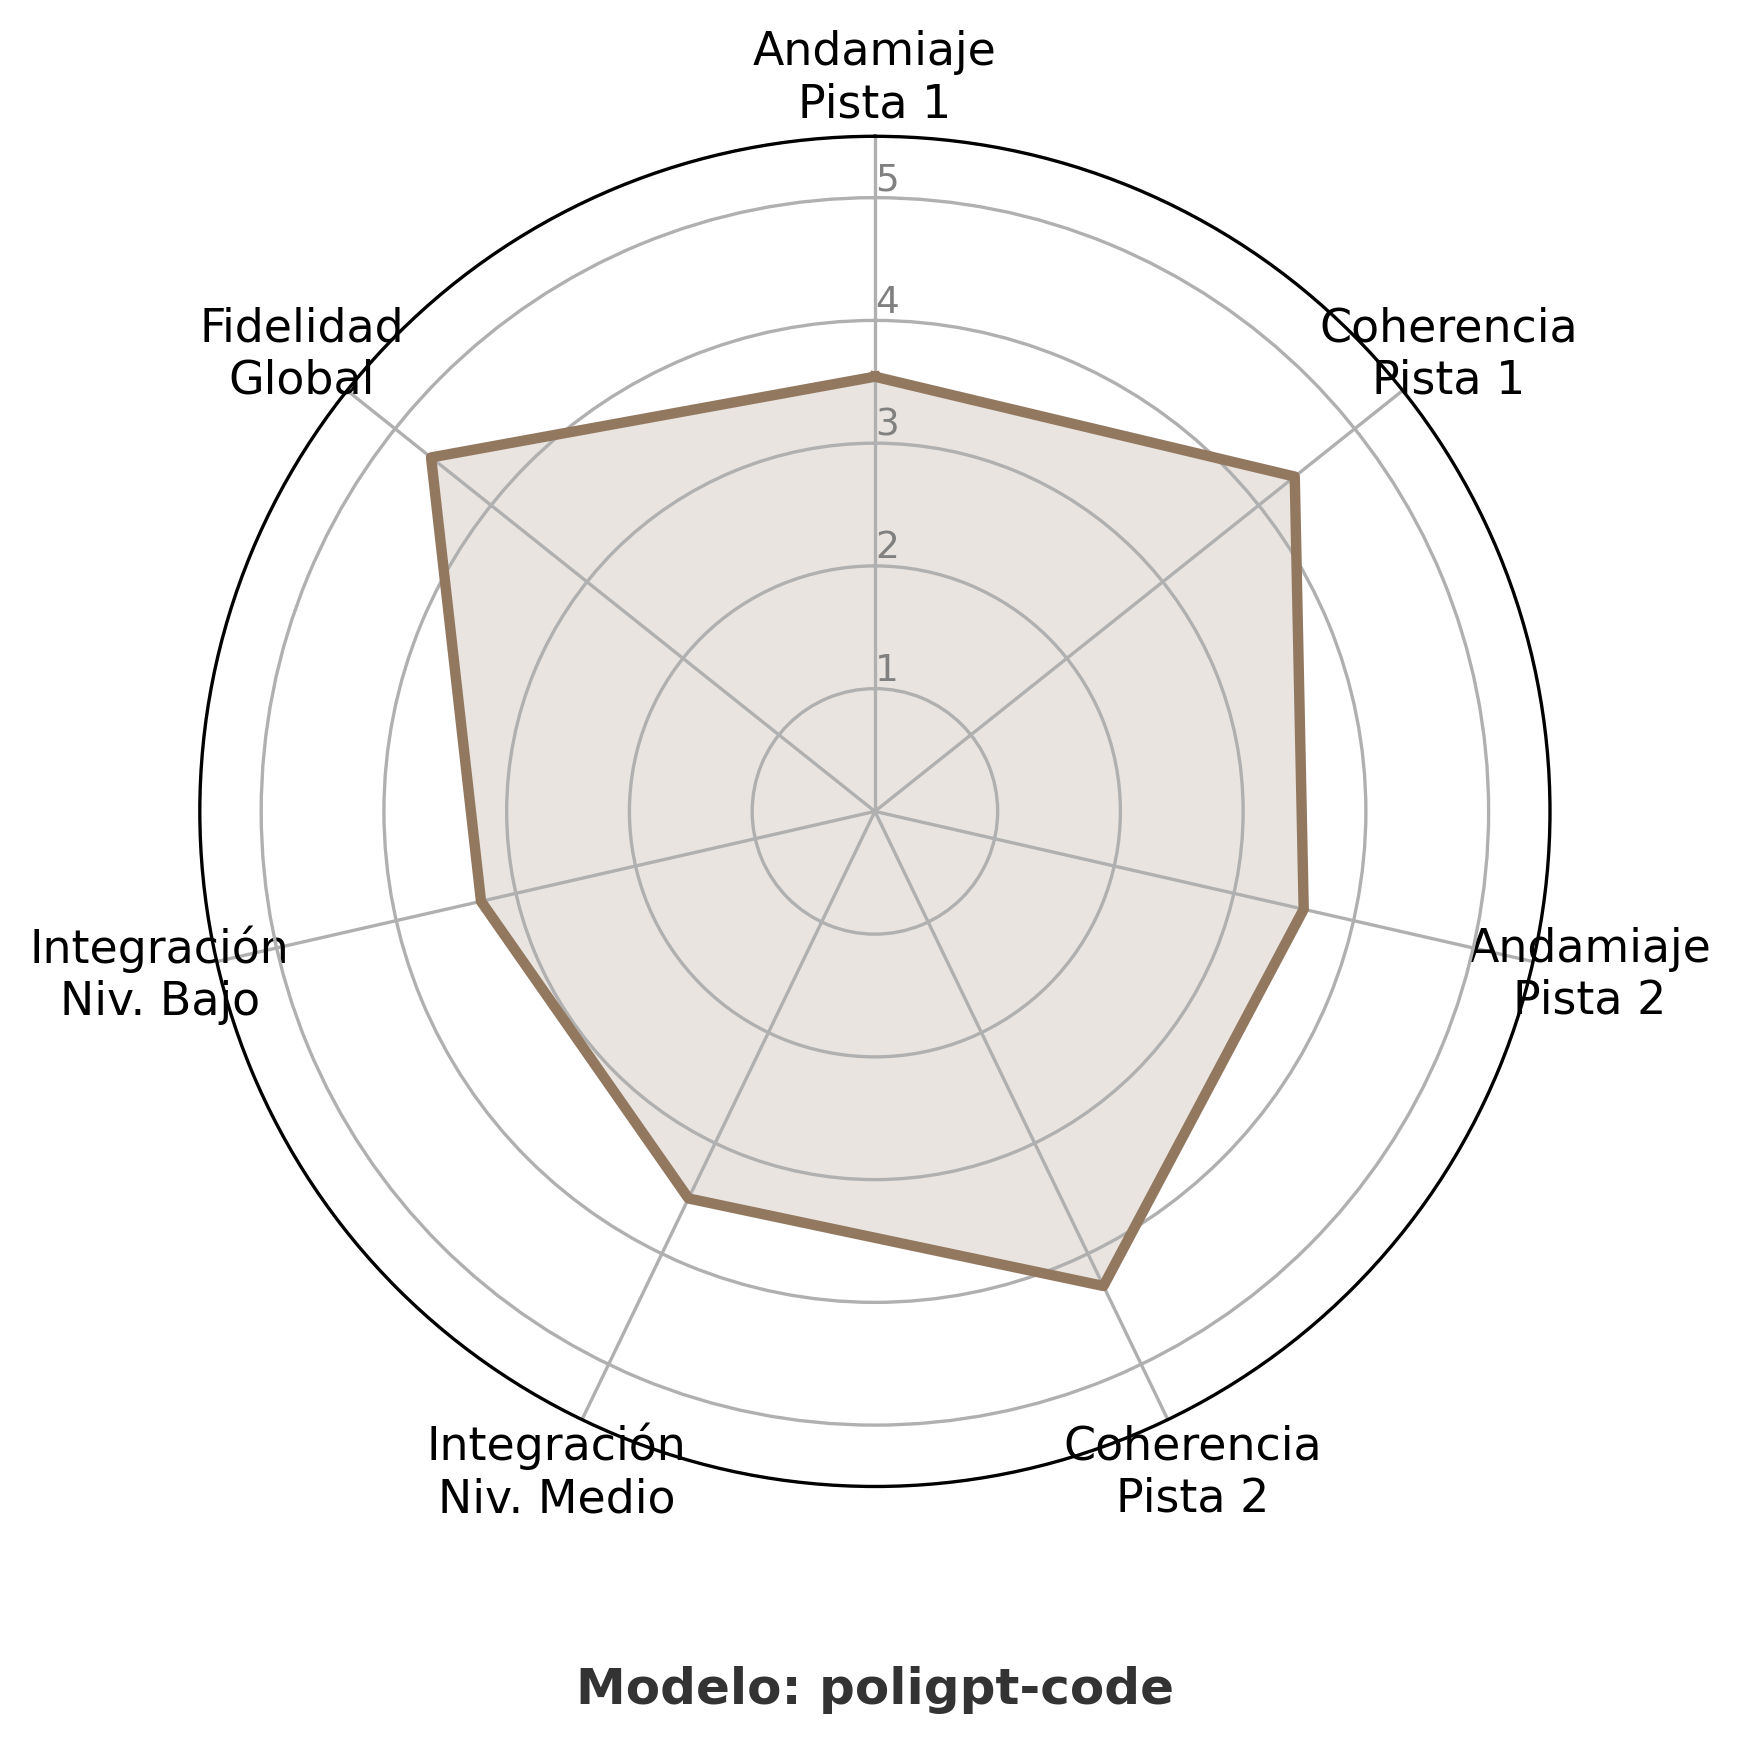 Andamiaje
Pista 1
Coherencia
Pista 1
Andamiaje
Pista 2
Coherencia
Pista 2
Integración
Niv. Medio
Integración
Niv. Bajo
Fidelidad
Global
5
4
3
2
1
Modelo: poligpt-code